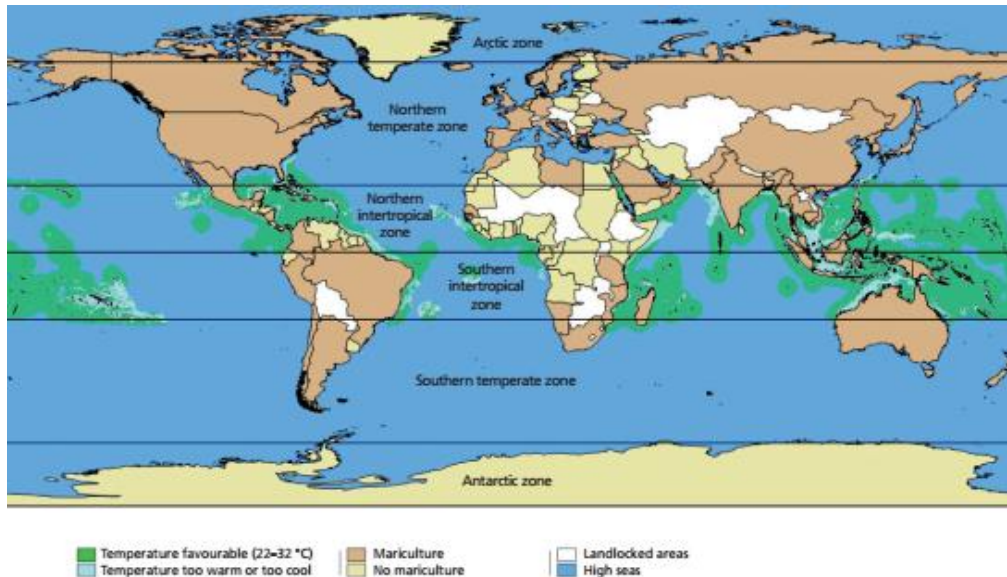 Arctic zone
Northern
temperate zone
Northern
intertropical
zone
Southern
intertropical
zone
Southern temperate zone
Antarctic zone
Temperature favourable (22–32 °C)
Temperature too warm or too cool
Mariculture
No mariculture
Landlocked areas
High seas